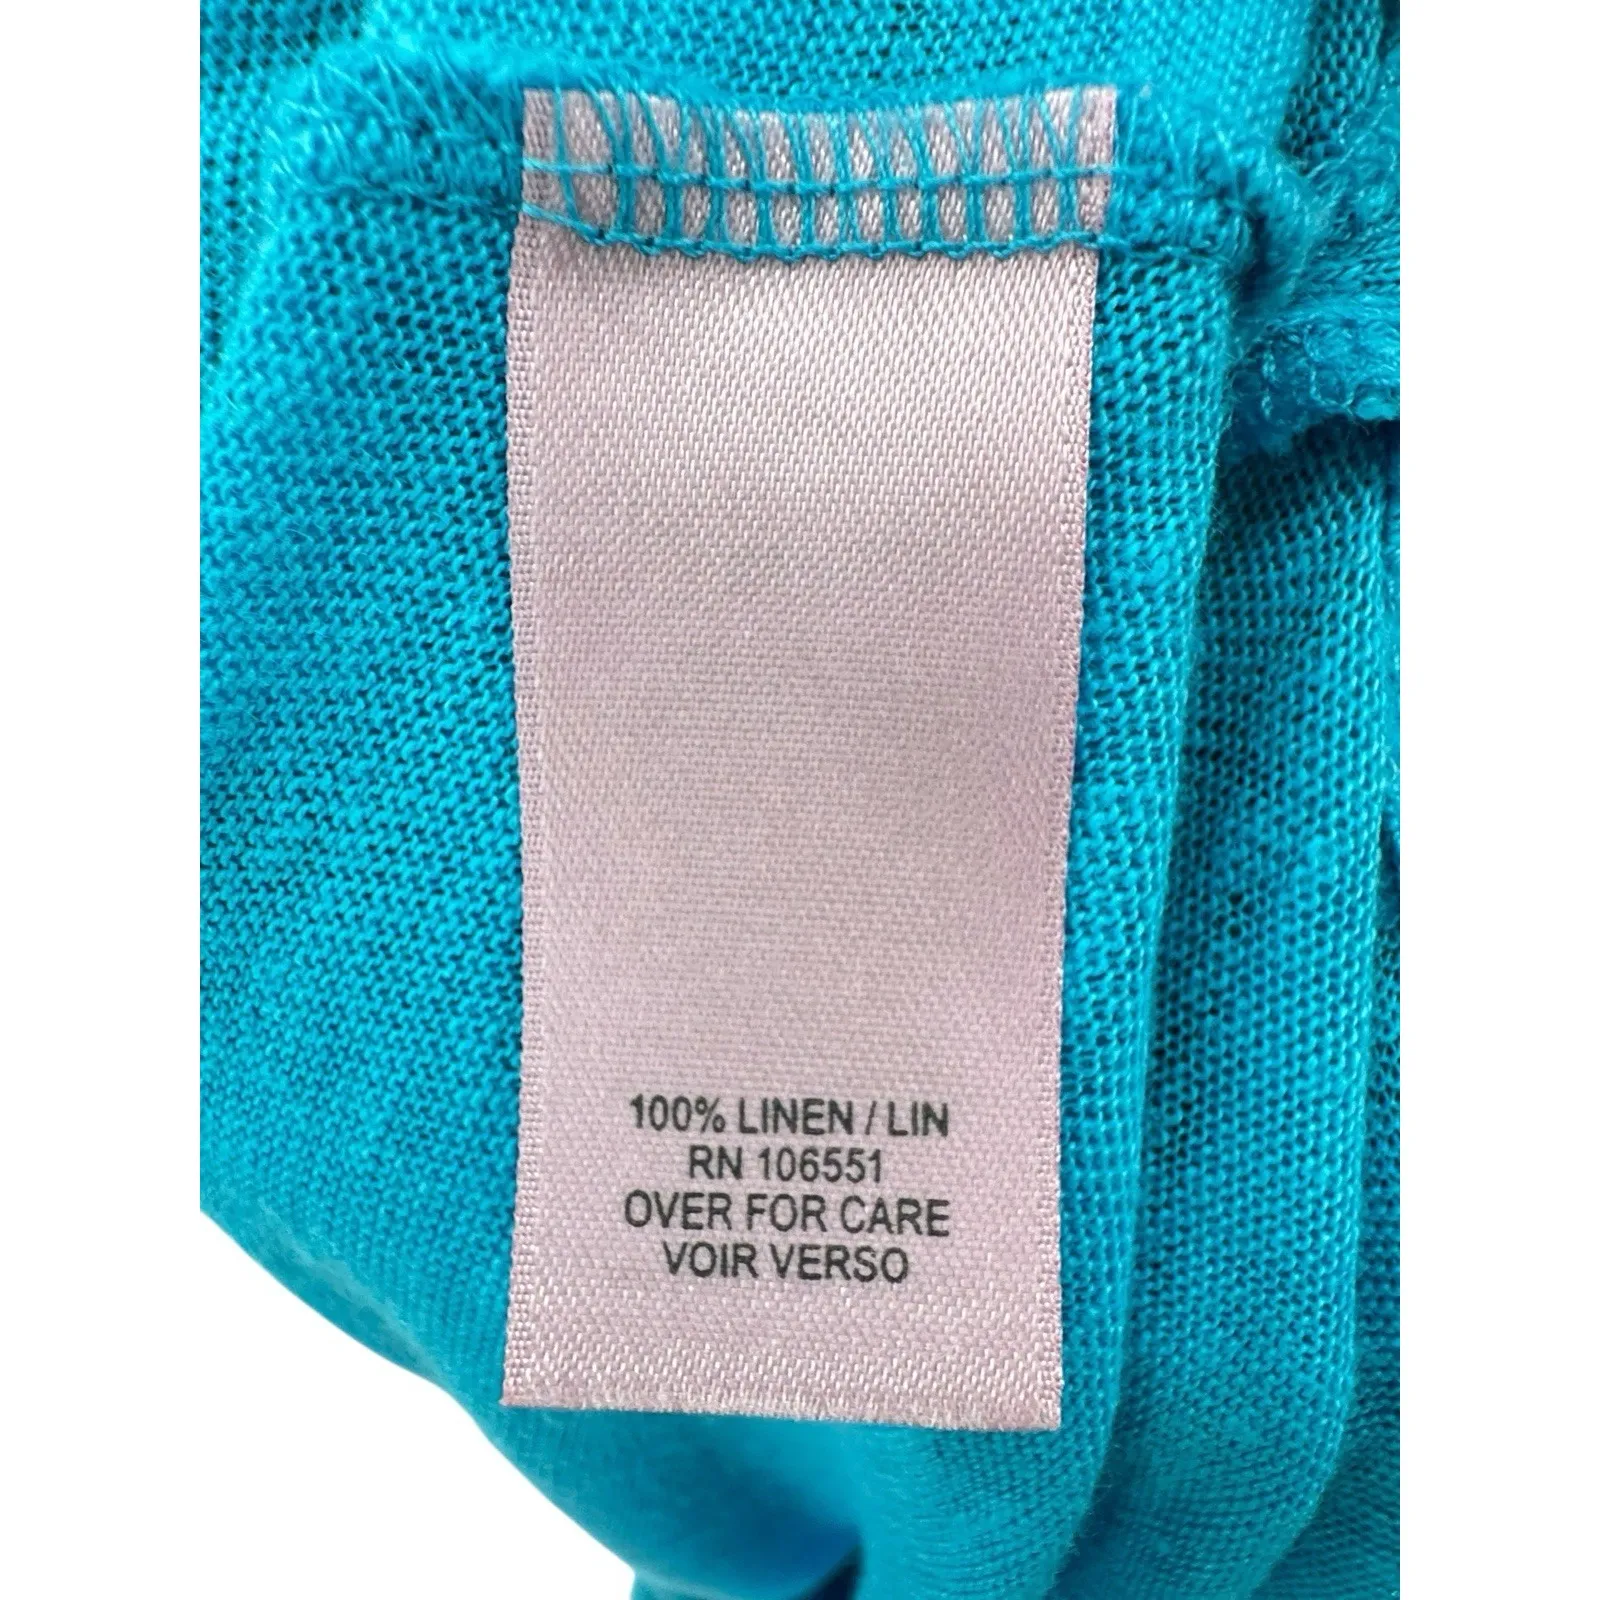 100% LINEN / LIN
RN 106551
OVER FOR CARE
VOIR VERSO